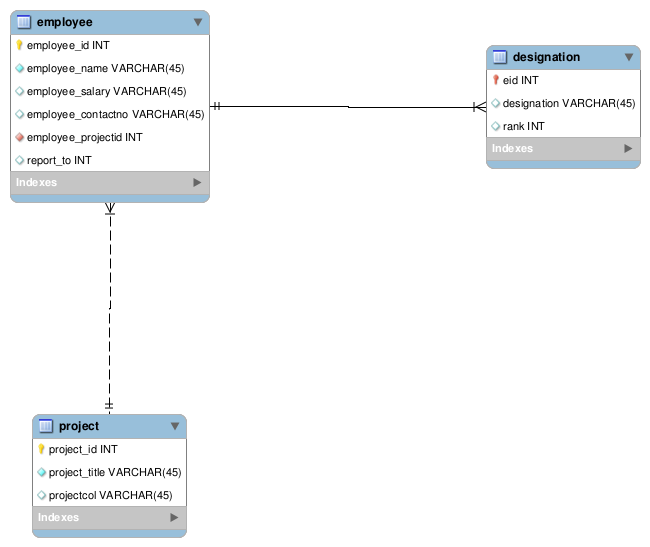 employee
employee_id INT
employee_name VARCHAR(45)
employee_salary VARCHAR(45)
employee_contactno VARCHAR(45)
employee_projectid INT
report_to INT
Indexes
designation
eid INT
designation VARCHAR(45)
rank INT
Indexes
project
project_id INT
project_title VARCHAR(45)
projectcol VARCHAR(45)
Indexes